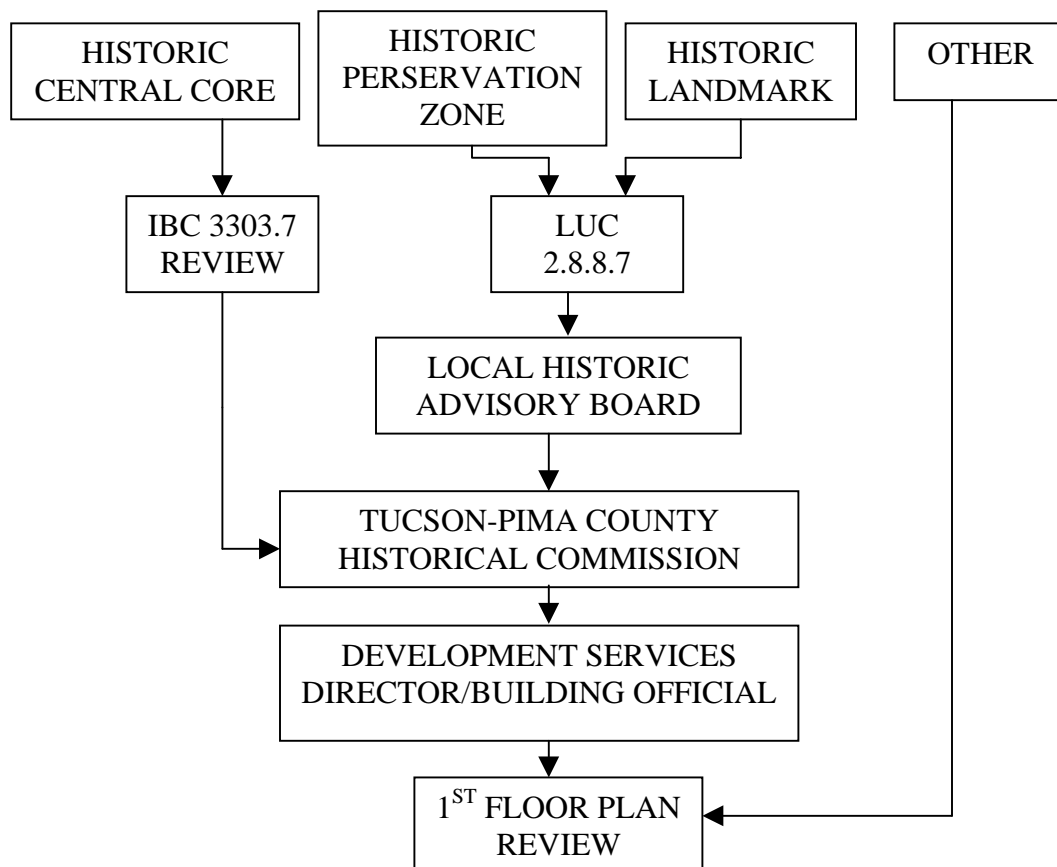 HISTORIC
CENTRAL CORE
HISTORIC
PERSERVATION
ZONE
HISTORIC
LANDMARK
OTHER
IBC 3303.7
REVIEW
LUC
2.8.8.7
LOCAL HISTORIC
ADVISORY BOARD
TUCSON-PIMA COUNTY
HISTORICAL COMMISSION
DEVELOPMENT SERVICES
DIRECTOR/BUILDING OFFICIAL
1ST FLOOR PLAN
REVIEW